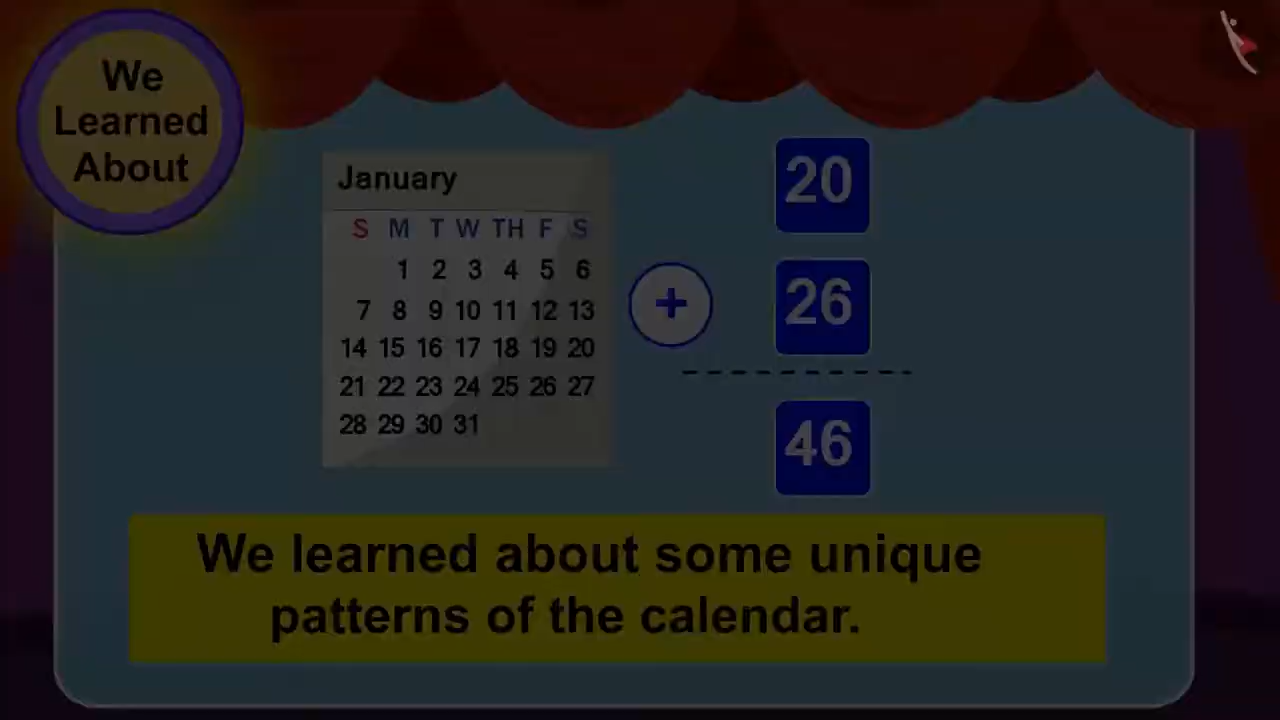 We
Learned
About
January
S M T W TH F S
1 2 3 4 5 6
7 8 9 10 11 12 13
14 15 16 17 18 19 20
21 22 23 24 25 26 27
28 29 30 31
20
+
26
46
We learned about some unique
patterns of the calendar.